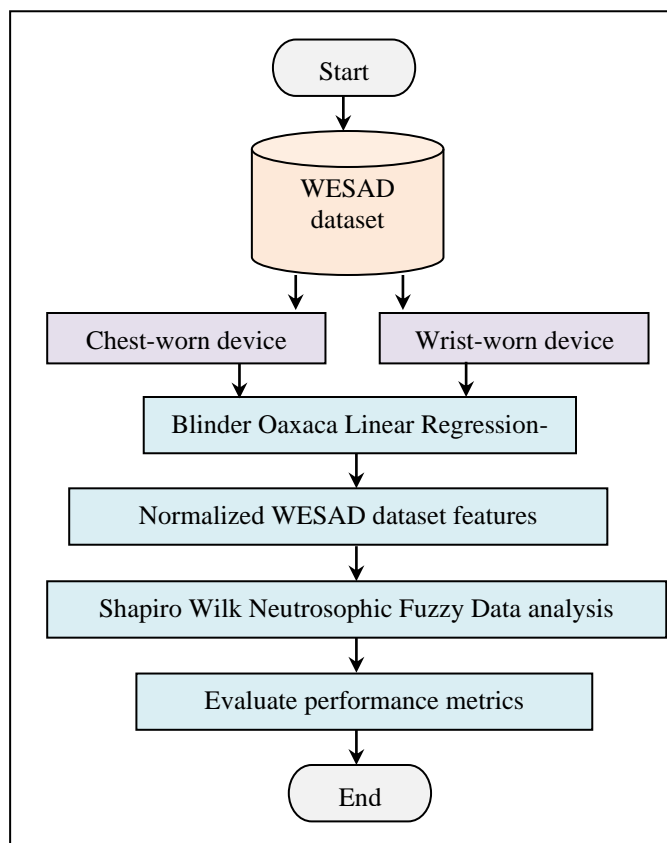 Start
WESAD
dataset
Chest-worn device
Wrist-worn device
Blinder Oaxaca Linear Regression-
Normalized WESAD dataset features
Shapiro Wilk Neutrosophic Fuzzy Data analysis
Evaluate performance metrics
End